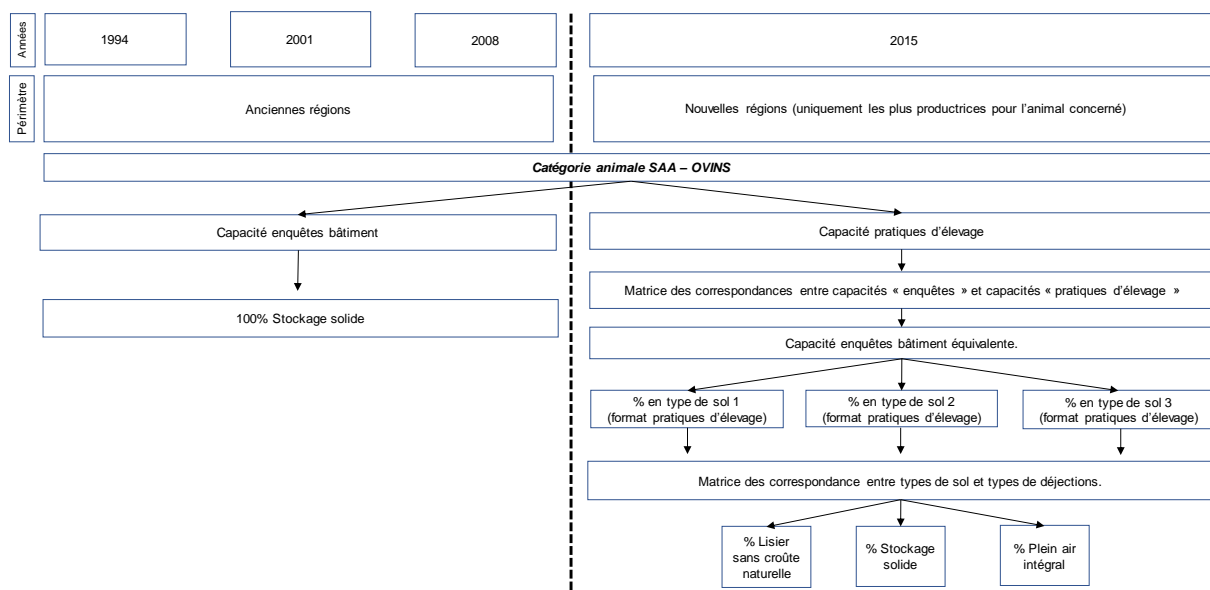 Années
1994
2001
2008
2015
Périmètre
Anciennes régions
Nouvelles régions (uniquement les plus productrices pour l'animal concerné)
Catégorie animale SAA – OVINS
Capacité enquêtes bâtiment
Capacité pratiques d'élevage
100% Stockage solide
Matrice des correspondances entre capacités « enquêtes » et capacités « pratiques d'élevage »
Capacité enquêtes bâtiment équivalente.
% en type de sol 1
(format pratiques d'élevage)
% en type de sol 2
(format pratiques d'élevage)
% en type de sol 3
(format pratiques d'élevage)
Matrice des correspondance entre types de sol et types de déjections.
% Lisier
sans croûte
naturelle
% Stockage
solide
% Plein air
intégral